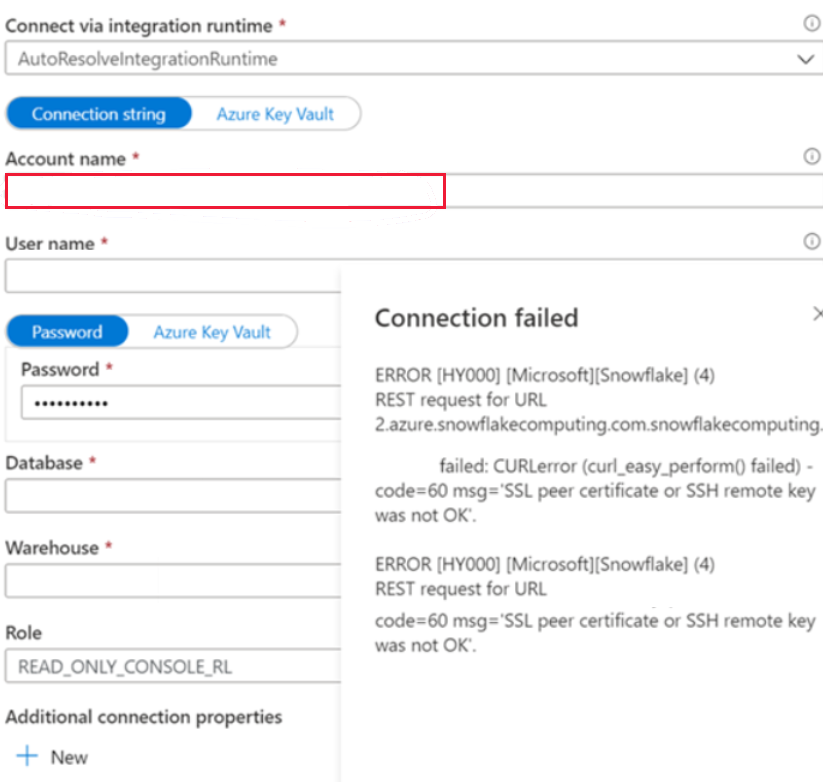 Connect via integration runtime *
AutoResolveIntegrationRuntime
Connection string Azure Key Vault
Account name *
User name *
Password Azure Key Vault
Password *
••••••••••
Database *
Warehouse *
Role
READ_ONLY_CONSOLE_RL
Additional connection properties
+ New
Connection failed
ERROR [HY000] [Microsoft][Snowflake] (4)
REST request for URL
2.azure.snowflakecomputing.com.snowflakecomputing.
failed: CURLerror (curl_easy_perform() failed) -
code=60 msg='SSL peer certificate or SSH remote key
was not OK'.
ERROR [HY000] [Microsoft][Snowflake] (4)
REST request for URL
code=60 msg='SSL peer certificate or SSH remote key
was not OK'.